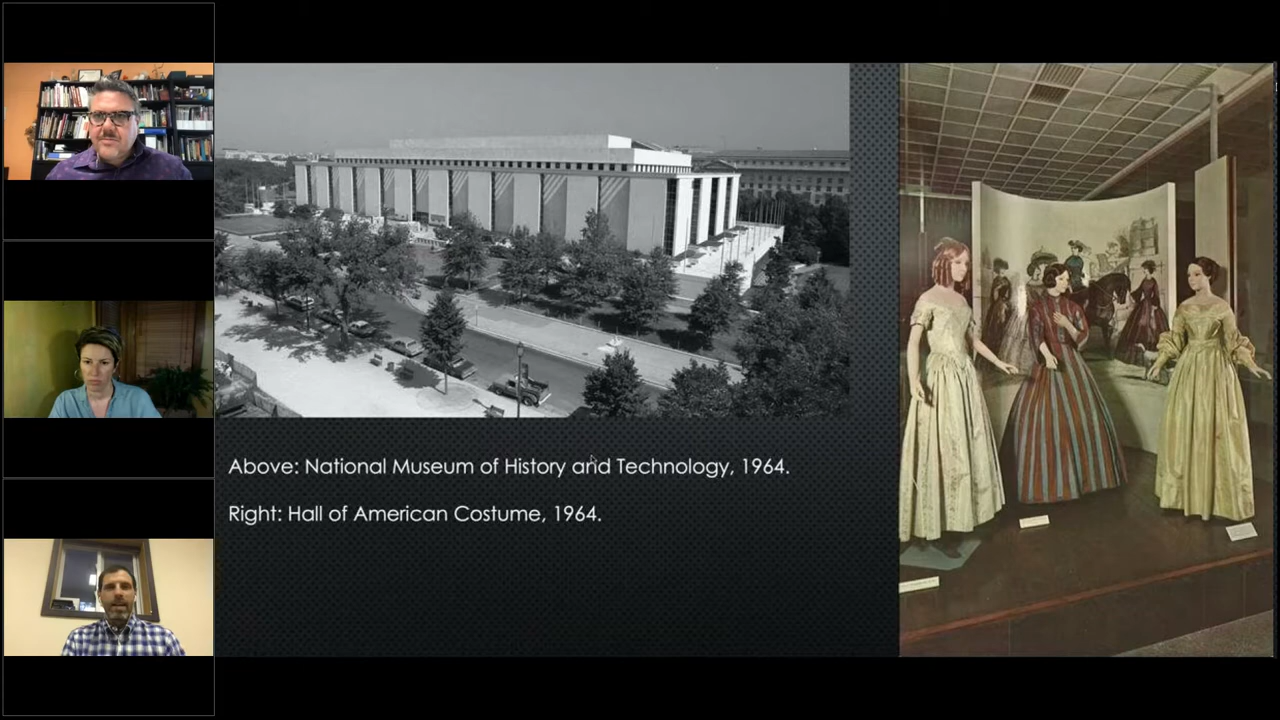 Above: National Museum of History and Technology, 1964.
Right: Hall of American Costume, 1964.